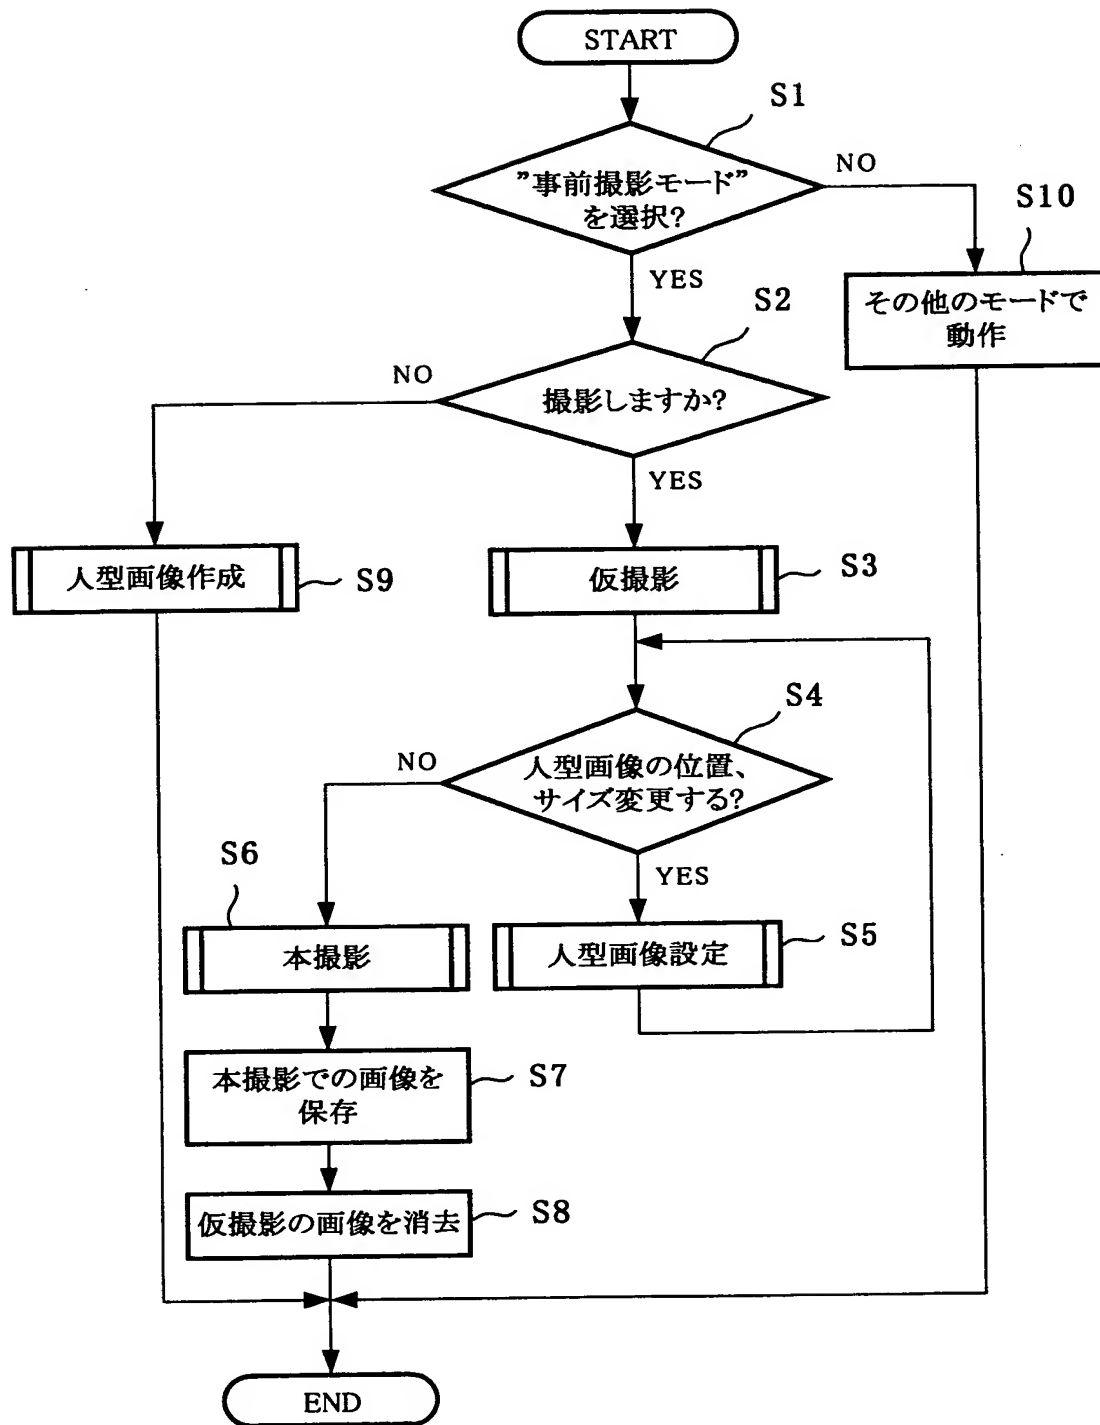 START
S1
"事前撮影モード"
を選択?
NO
YES
S10
その他のモードで
動作
S2
撮影しますか?
NO
YES
人型画像作成
S9
仮撮影
S3
S4
人型画像の位置、
サイズ変更する?
NO
YES
S6
本撮影
人型画像設定
S5
本撮影での画像を
保存
S7
仮撮影の画像を消去
S8
END